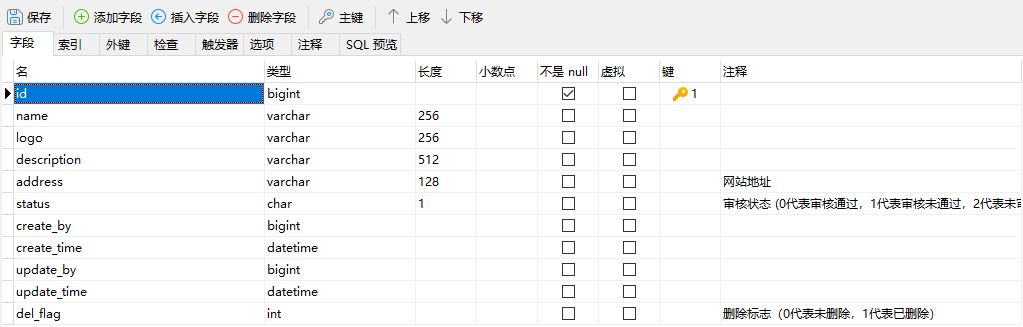 保存 添加字段 插入字段 删除字段 主键 上移 下移
字段 索引 外键 检查 触发器 选项 注释 SQL 预览
名 类型 长度 小数点 不是 null 虚拟 键 注释
id bigint 1
name varchar 256
logo varchar 256
description varchar 512
address varchar 128 网站地址
status char 1 审核状态 (0代表审核通过，1代表审核未通过，2代表未审
create_by bigint
create_time datetime
update_by bigint
update_time datetime
del_flag int 删除标志（0代表未删除，1代表已删除）